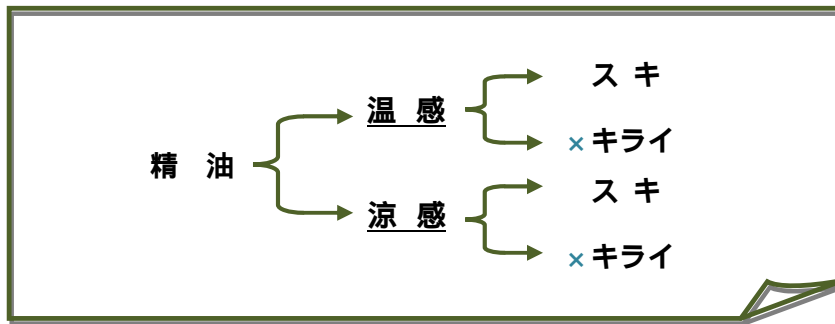 ス キ
温 感
× キライ
精 油
ス キ
涼 感
× キライ